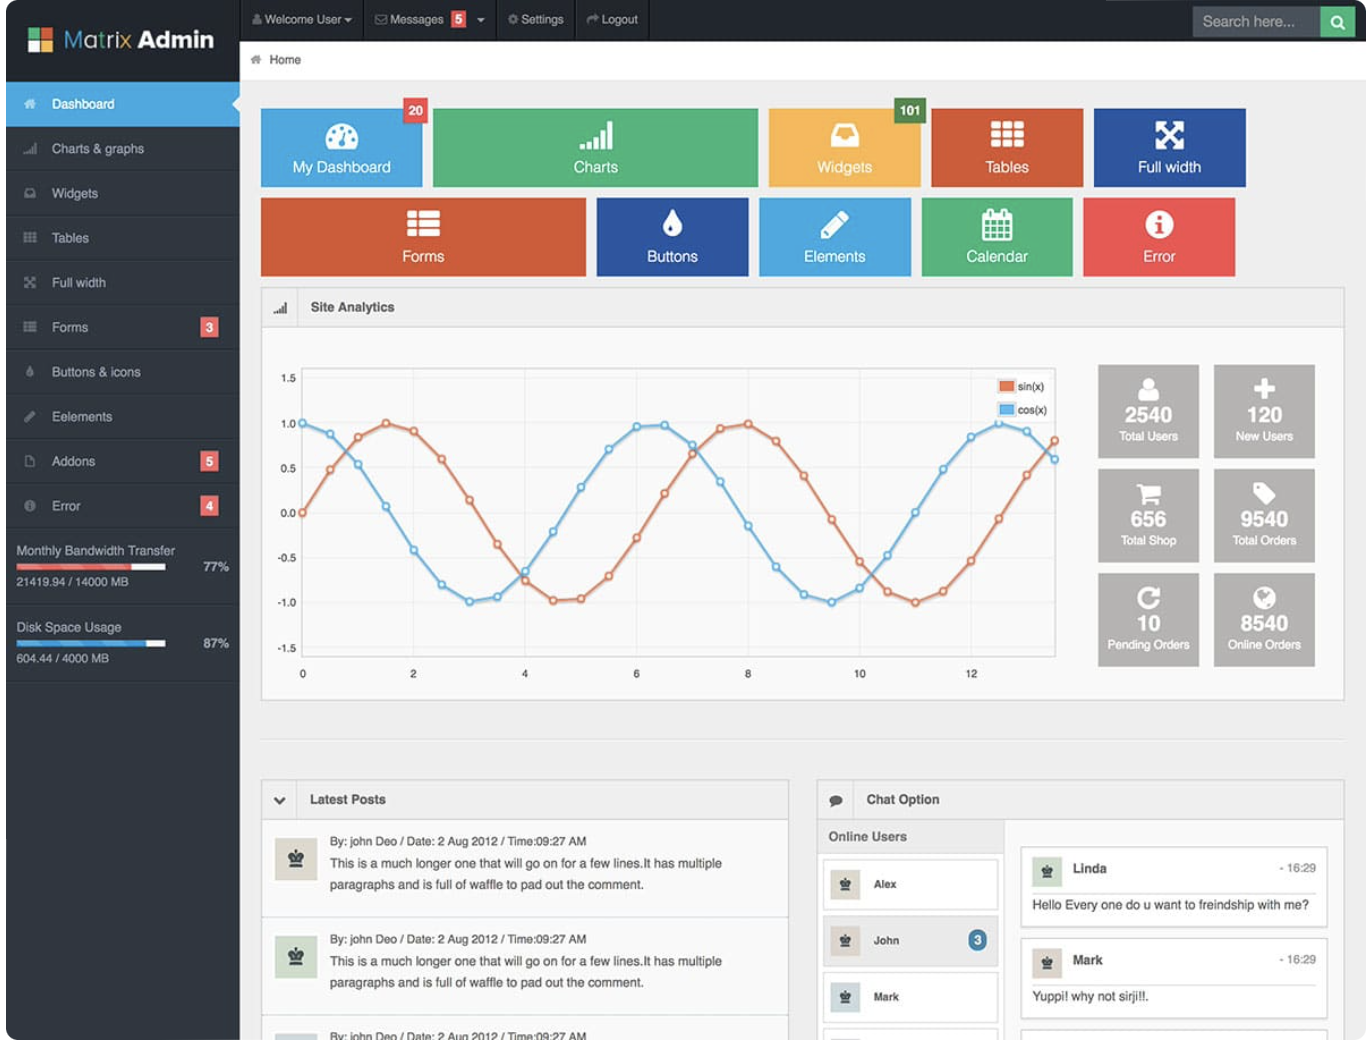 Matrix Admin
Welcome User
Messages 5
Settings
Logout
Search here...
Home
Dashboard
Charts & graphs
Widgets
Tables
Full width
Forms 3
Buttons & icons
Eelements
Addons 5
Error 4
Monthly Bandwidth Transfer
77%
21419.94 / 14000 MB
Disk Space Usage
87%
604.44 / 4000 MB
20
My Dashboard
Charts
101
Widgets
Tables
Full width
Forms
Buttons
Elements
Calendar
Error
Site Analytics
1.5
1.0
0.5
0.0
-0.5
-1.0
-1.5
0 2 4 6 8 10 12
sin(x)
cos(x)
2540
Total Users
120
New Users
656
Total Shop
9540
Total Orders
10
Pending Orders
8540
Online Orders
Latest Posts
By: john Deo / Date: 2 Aug 2012 / Time:09:27 AM
This is a much longer one that will go on for a few lines.It has multiple
paragraphs and is full of waffle to pad out the comment.
By: john Deo / Date: 2 Aug 2012 / Time:09:27 AM
This is a much longer one that will go on for a few lines.It has multiple
paragraphs and is full of waffle to pad out the comment.
By: john Deo / Date: 2 Aug 2012 / Time:09:27 AM
Chat Option
Online Users
Alex
John 3
Mark
Linda - 16:29
Hello Every one do u want to freindship with me?
Mark - 16:29
Yuppi! why not sirji!!.